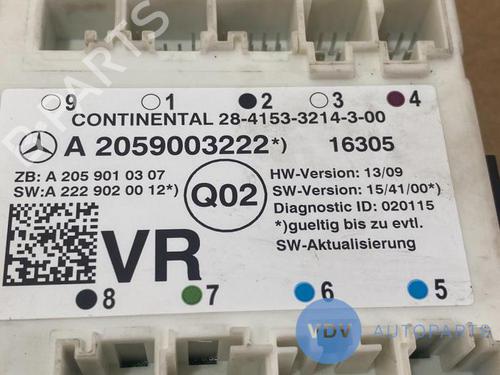 9 1 2 3 4
CONTINENTAL 28-4153-3214-3-00
A 2059003222*) 16305
ZB: A 205 901 03 07
SW: A 222 902 00 12*)
Q02
HW-Version: 13/09
SW-Version: 15/41/00*)
Diagnostic ID: 020115
*)gueltig bis zu evtl.
SW-Aktualisierung
VR
8 7 6 5
VDV AUTOPARTS
B-PARTS